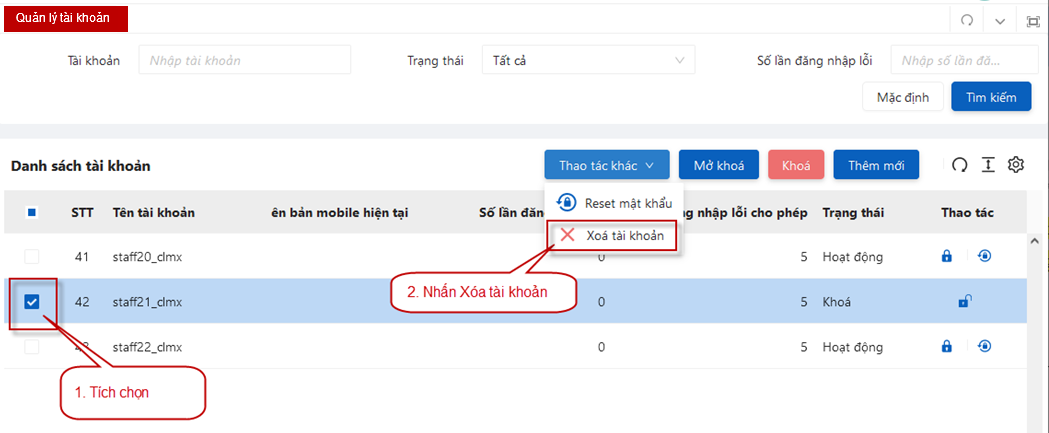 Quản lý tài khoản
Tài khoản Nhập tài khoản Trạng thái Tất cả Số lần đăng nhập lỗi Nhập số lần đã...
Mặc định Tìm kiếm
Danh sách tài khoản Thao tác khác Mở khoá Khoá Thêm mới
Reset mật khẩu
Xoá tài khoản
STT Tên tài khoản ên bản mobile hiện tại Số lần đăn ng nhập lỗi cho phép Trạng thái Thao tác
41 staff20_clmx 0 5 Hoạt động
2. Nhấn Xóa tài khoản
42 staff21_clmx 0 5 Khoá
43 staff22_clmx 0 5 Hoạt động
1. Tích chọn